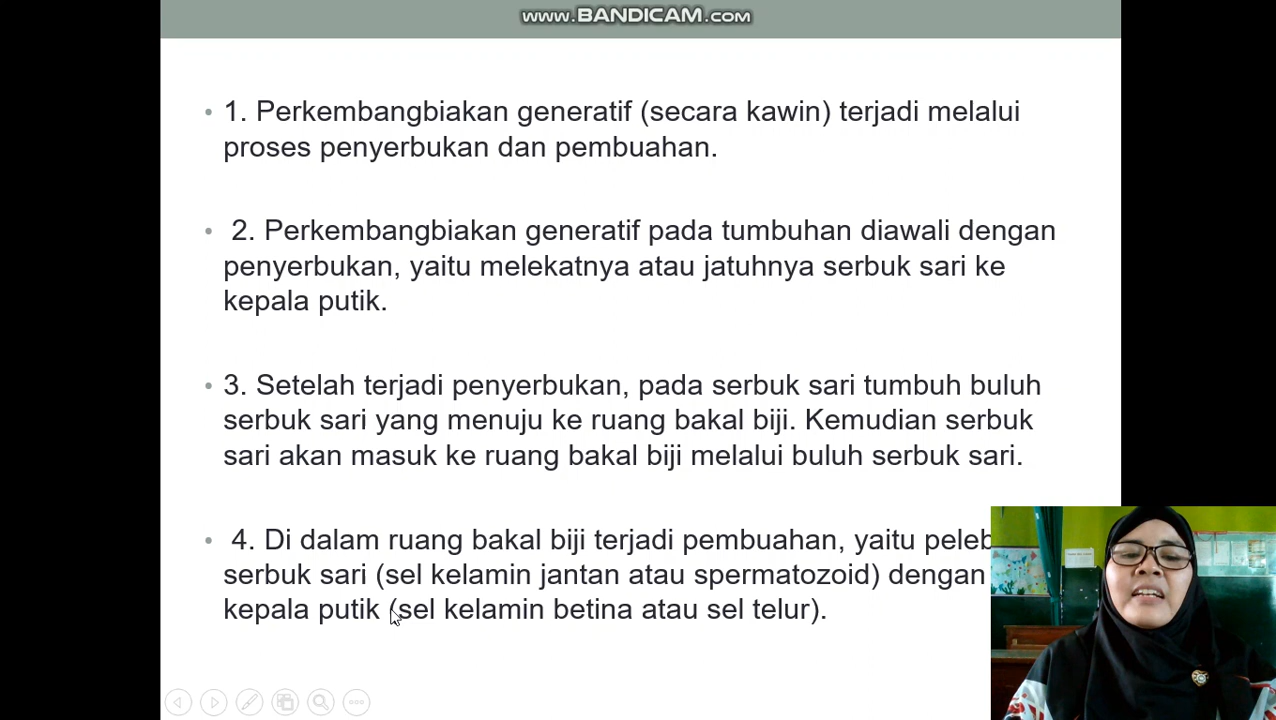 www.BANDICAM.com
• 1. Perkembangbiakan generatif (secara kawin) terjadi melalui
proses penyerbukan dan pembuahan.
• 2. Perkembangbiakan generatif pada tumbuhan diawali dengan
penyerbukan, yaitu melekatnya atau jatuhnya serbuk sari ke
kepala putik.
• 3. Setelah terjadi penyerbukan, pada serbuk sari tumbuh buluh
serbuk sari yang menuju ke ruang bakal biji. Kemudian serbuk
sari akan masuk ke ruang bakal biji melalui buluh serbuk sari.
• 4. Di dalam ruang bakal biji terjadi pembuahan, yaitu
serbuk sari (sel kelamin jantan atau spermatozoid) dengan
kepala putik (sel kelamin betina atau sel telur).